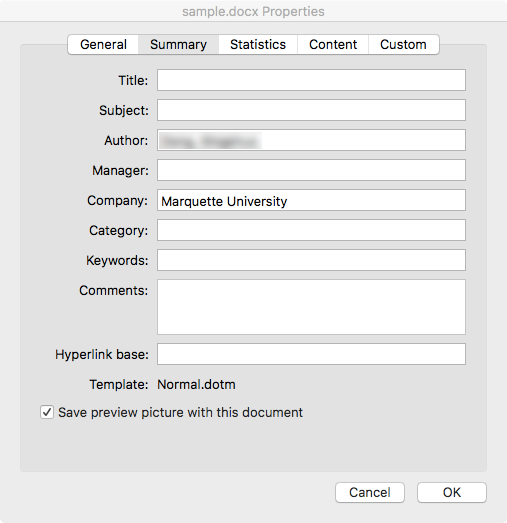 sample.docx Properties
General Summary Statistics Content Custom
Title:
Subject:
Author:
Manager:
Company: Marquette University
Category:
Keywords:
Comments:
Hyperlink base:
Template: Normal.dotm
Save preview picture with this document
Cancel OK